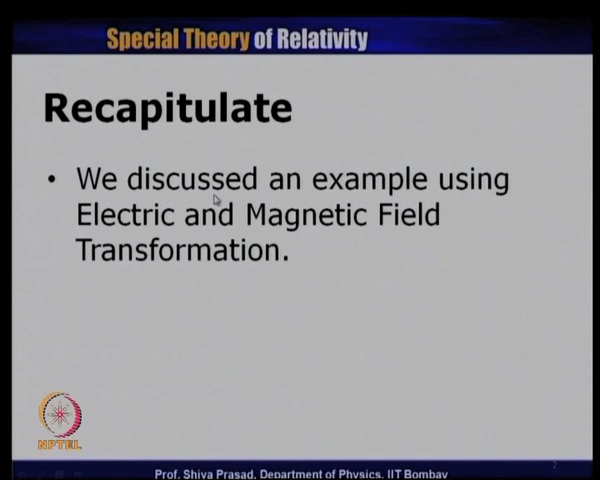 Special Theory of Relativity
Recapitulate
• We discussed an example using
Electric and Magnetic Field
Transformation.
NPTEL
Prof. Shiva Prasad, Department of Physics, IIT Bombay
2